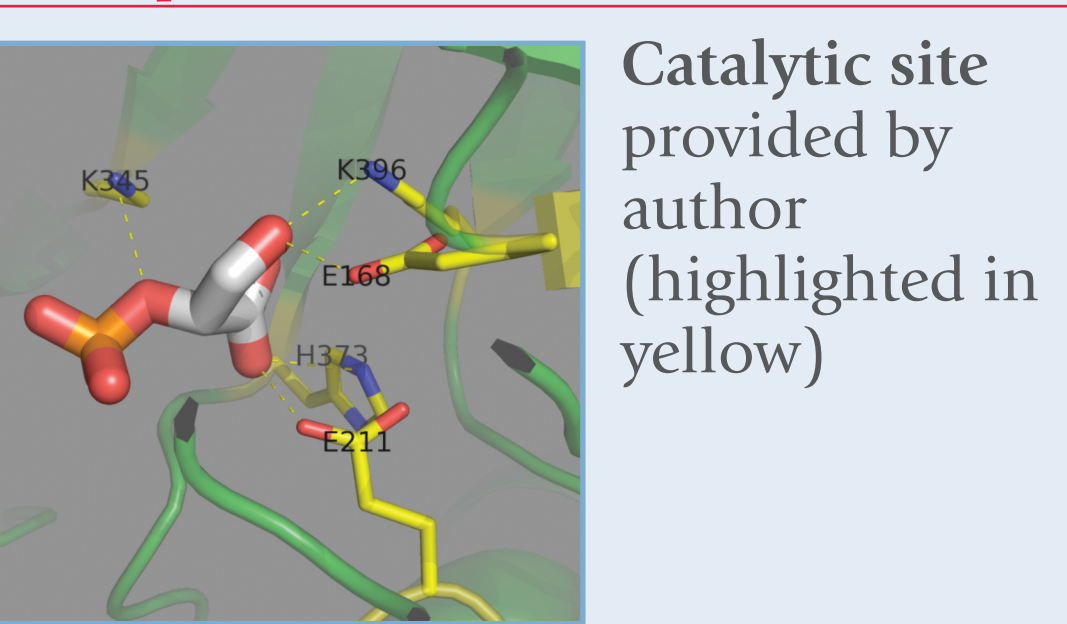 Catalytic site
provided by
author
(highlighted in
yellow)
K345
K396
E168
H373
E211